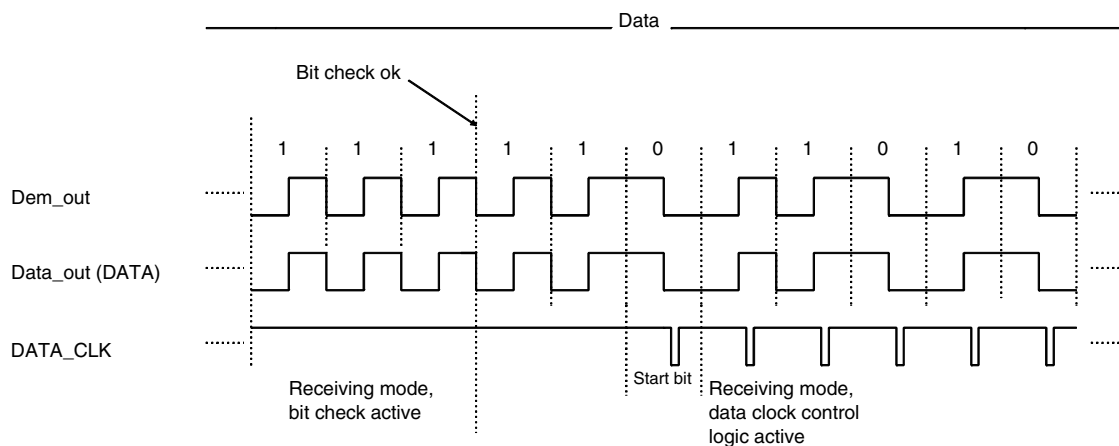 Data
Bit check ok
1 1 1 1 1 0 1 1 0 1 0
Dem_out
Data_out (DATA)
DATA_CLK
Start bit
Receiving mode,
bit check active
Receiving mode,
data clock control
logic active